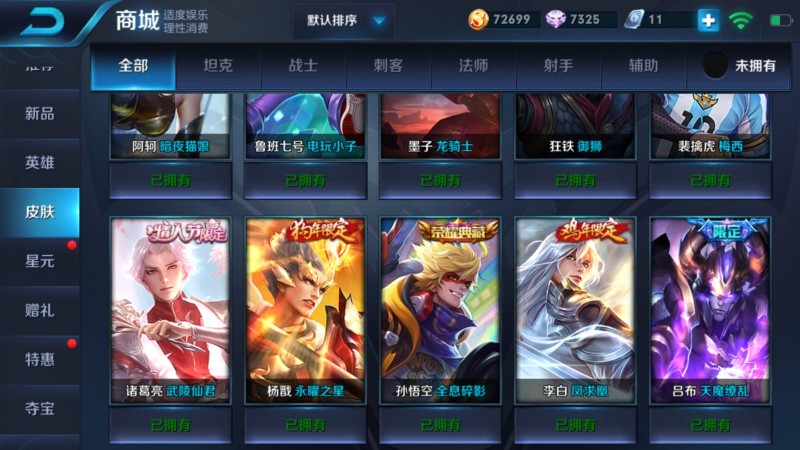 商城
适度娱乐
理性消费
默认排序
72699
7325
11
推荐
新品
英雄
皮肤
星元
赠礼
特惠
夺宝
全部 坦克 战士 刺客 法师 射手 辅助 未拥有
阿轲 暗夜猫娘
鲁班七号 电玩小子
墨子 龙骑士
狂铁 御狮
裴擒虎 梅西
10
已拥有 已拥有 已拥有 已拥有 已拥有
情人节限定
狗年限定
荣耀典藏
鸡年限定
限定
诸葛亮 武陵仙君
杨戬 永曜之星
孙悟空 全息碎影
李白 凤求凰
吕布 天魔缭乱
已拥有 已拥有 已拥有 已拥有 已拥有